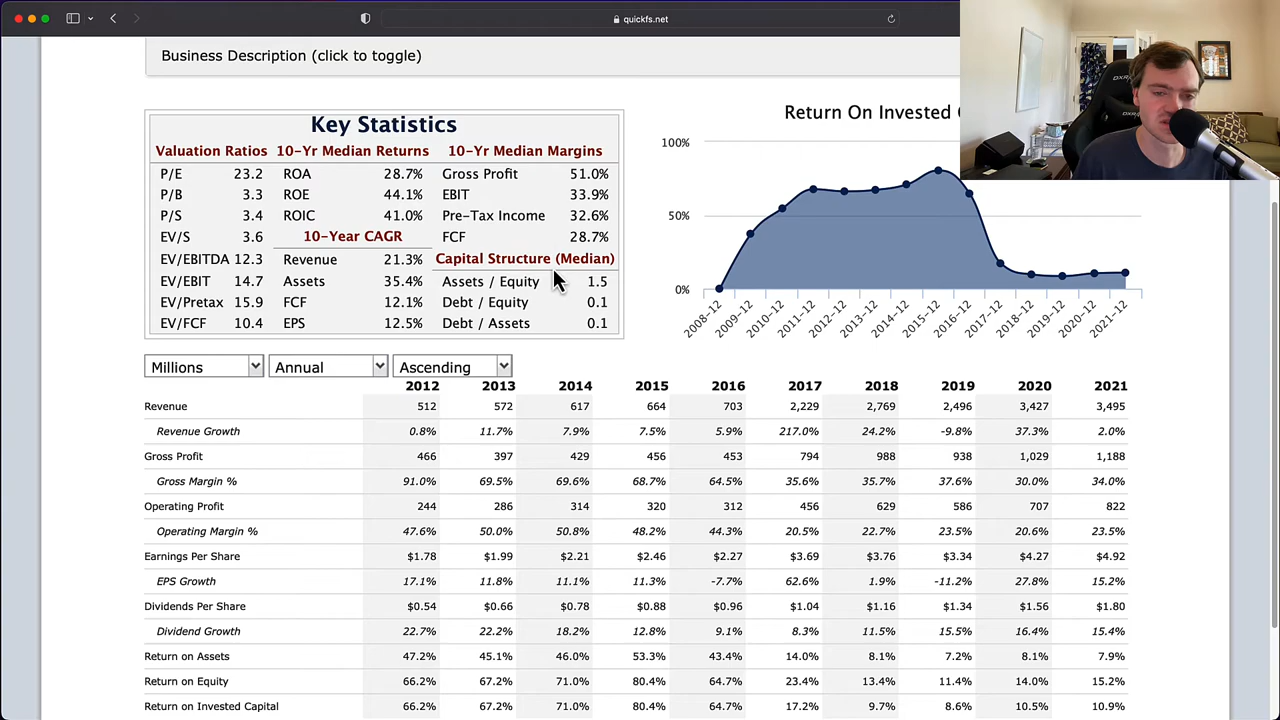 quickfs.net
Business Description (click to toggle)
Key Statistics
Valuation Ratios 10-Yr Median Returns 10-Yr Median Margins
P/E 23.2 ROA 28.7% Gross Profit 51.0%
P/B 3.3 ROE 44.1% EBIT 33.9%
P/S 3.4 ROIC 41.0% Pre-Tax Income 32.6%
EV/S 3.6 10-Year CAGR FCF 28.7%
EV/EBITDA 12.3 Revenue 21.3% Capital Structure (Median)
EV/EBIT 14.7 Assets 35.4% Assets / Equity 1.5
EV/Pretax 15.9 FCF 12.1% Debt / Equity 0.1
EV/FCF 10.4 EPS 12.5% Debt / Assets 0.1
Return On Invested
100%
50%
0%
2008-12 2009-12 2010-12 2011-12 2012-12 2013-12 2014-12 2015-12 2016-12 2017-12 2018-12 2019-12 2020-12 2021-12
Millions Annual Ascending
2012 2013 2014 2015 2016 2017 2018 2019 2020 2021
Revenue 512 572 617 664 703 2,229 2,769 2,496 3,427 3,495
Revenue Growth 0.8% 11.7% 7.9% 7.5% 5.9% 217.0% 24.2% -9.8% 37.3% 2.0%
Gross Profit 466 397 429 456 453 794 988 938 1,029 1,188
Gross Margin % 91.0% 69.5% 69.6% 68.7% 64.5% 35.6% 35.7% 37.6% 30.0% 34.0%
Operating Profit 244 286 314 320 312 456 629 586 707 822
Operating Margin % 47.6% 50.0% 50.8% 48.2% 44.3% 20.5% 22.7% 23.5% 20.6% 23.5%
Earnings Per Share $1.78 $1.99 $2.21 $2.46 $2.27 $3.69 $3.76 $3.34 $4.27 $4.92
EPS Growth 17.1% 11.8% 11.1% 11.3% -7.7% 62.6% 1.9% -11.2% 27.8% 15.2%
Dividends Per Share $0.54 $0.66 $0.78 $0.88 $0.96 $1.04 $1.16 $1.34 $1.56 $1.80
Dividend Growth 22.7% 22.2% 18.2% 12.8% 9.1% 8.3% 11.5% 15.5% 16.4% 15.4%
Return on Assets 47.2% 45.1% 46.0% 53.3% 43.4% 14.0% 8.1% 7.2% 8.1% 7.9%
Return on Equity 66.2% 67.2% 71.0% 80.4% 64.7% 23.4% 13.4% 11.4% 14.0% 15.2%
Return on Invested Capital 66.2% 67.2% 71.0% 80.4% 64.7% 17.2% 9.7% 8.6% 10.5% 10.9%